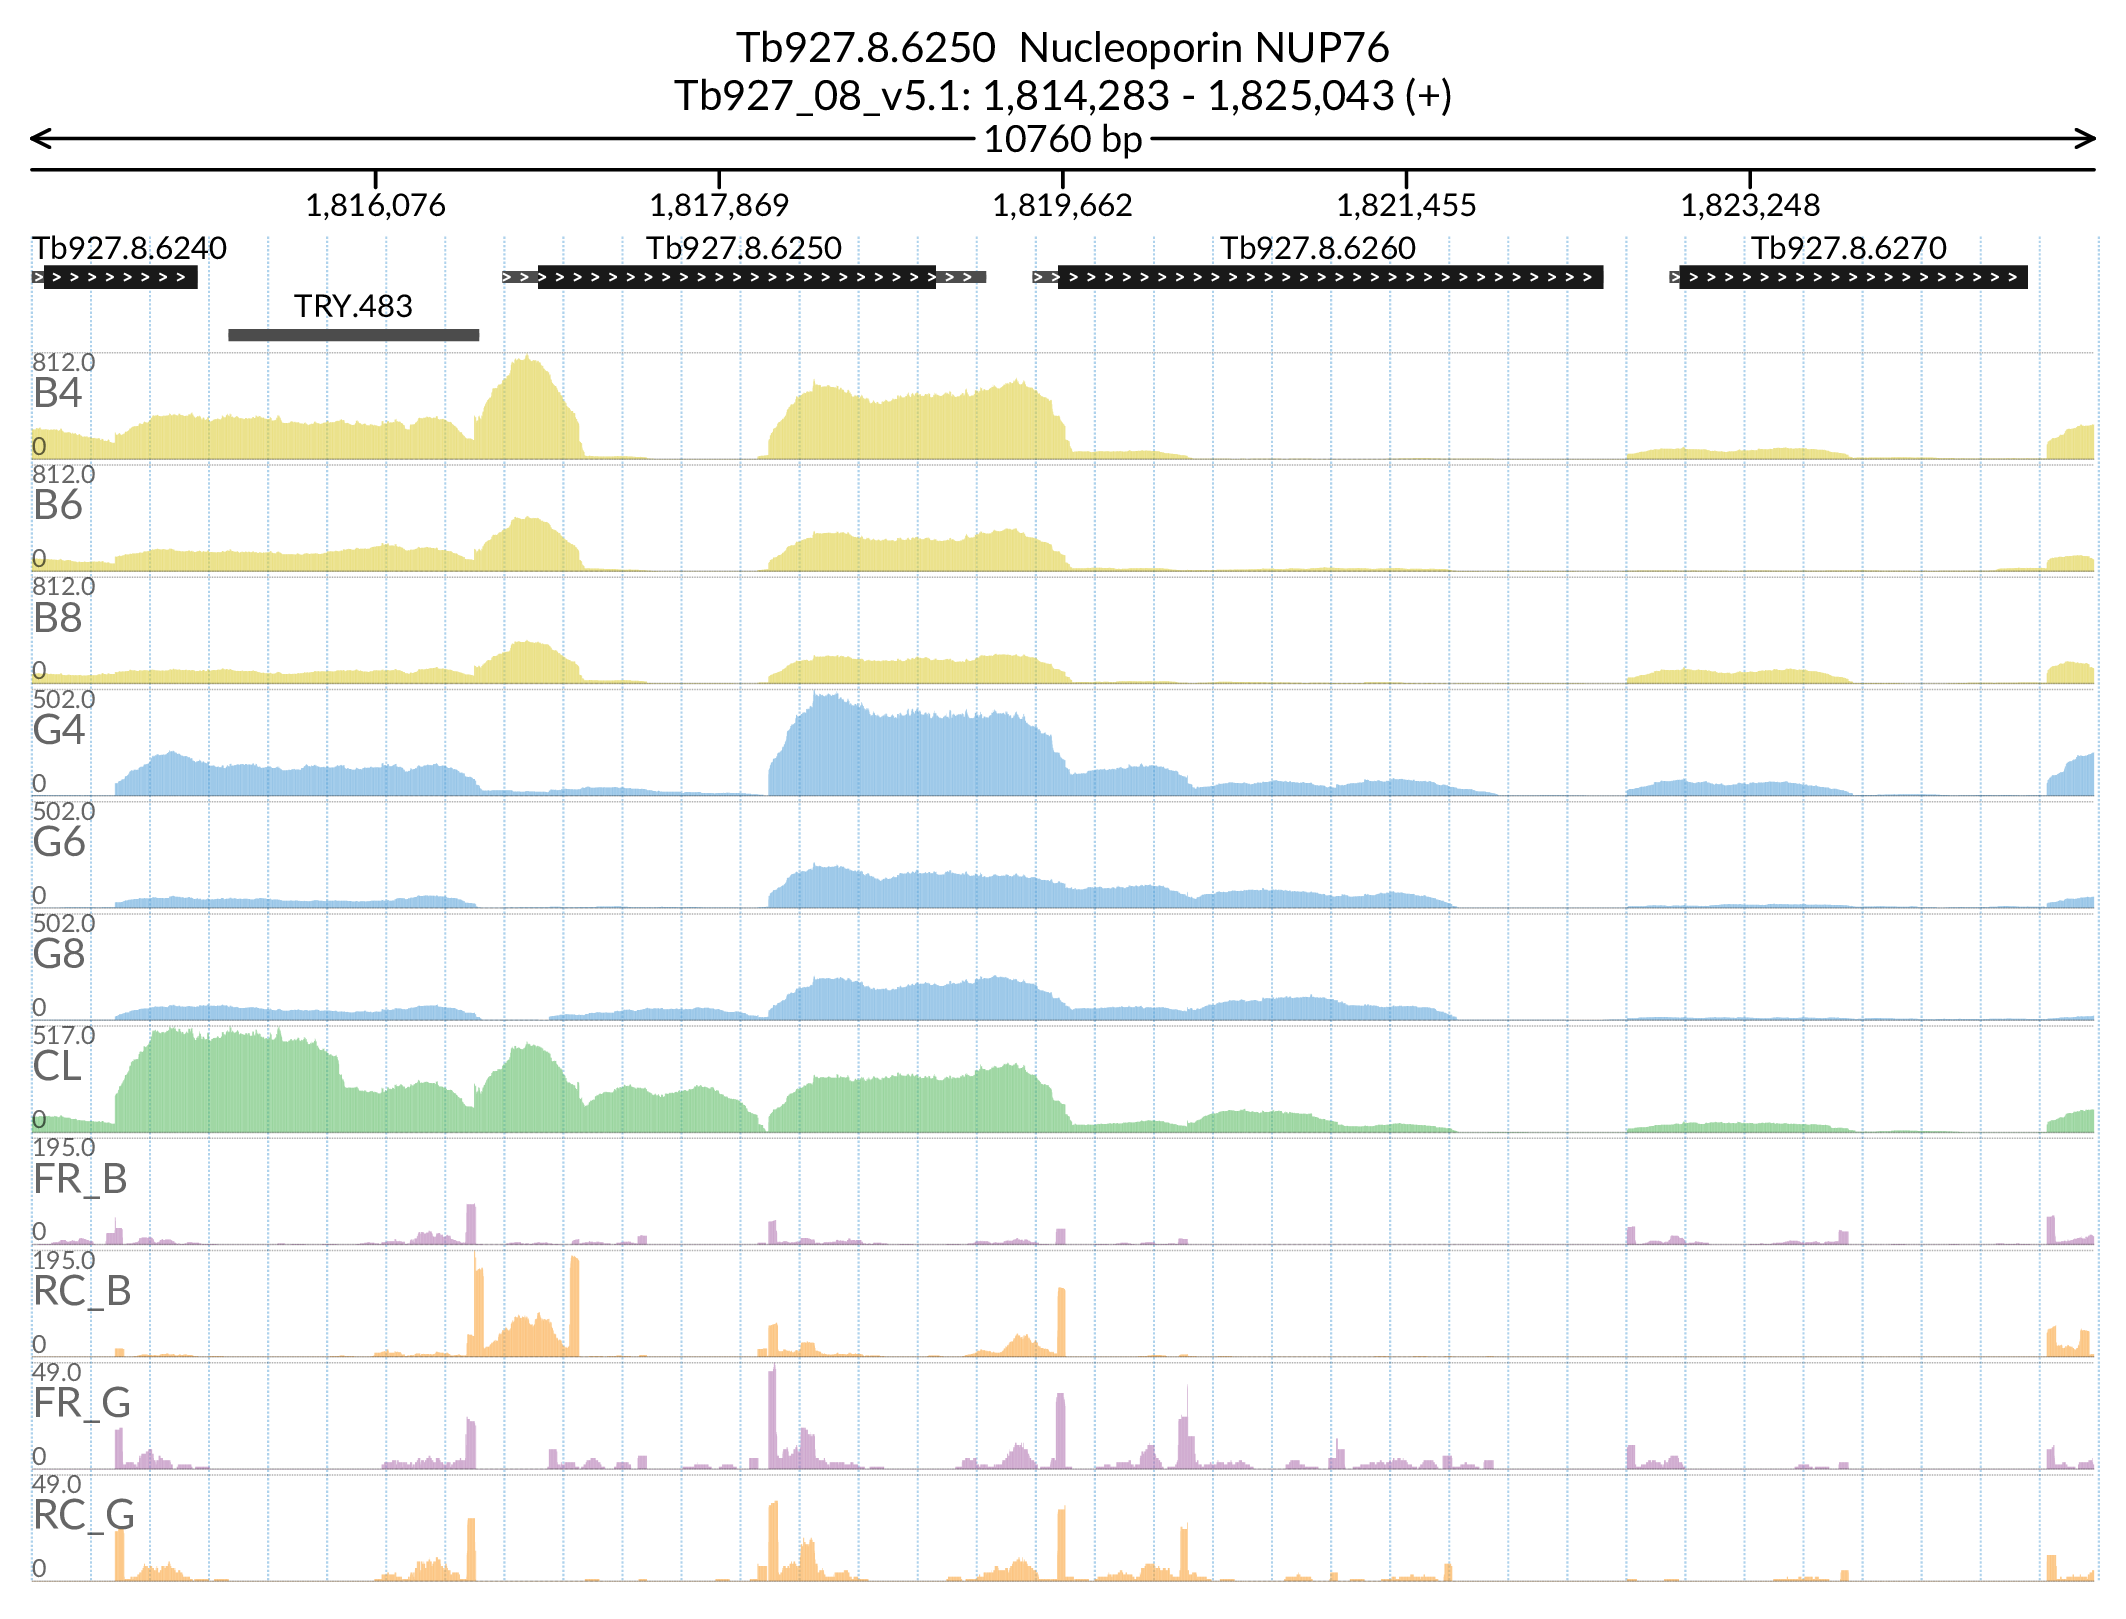 Tb927.8.6250 Nucleoporin NUP76
Tb927_08_v5.1: 1,814,283 - 1,825,043 (+)
10760 bp
1,816,076 1,817,869 1,819,662 1,821,455 1,823,248
Tb927.8.6240 Tb927.8.6250 Tb927.8.6260 Tb927.8.6270
TRY.483
812.0
B4
0
812.0
B6
0
812.0
B8
0
502.0
G4
0
502.0
G6
0
502.0
G8
0
517.0
CL
0
195.0
FR_B
0
195.0
RC_B
0
49.0
FR_G
0
49.0
RC_G
0